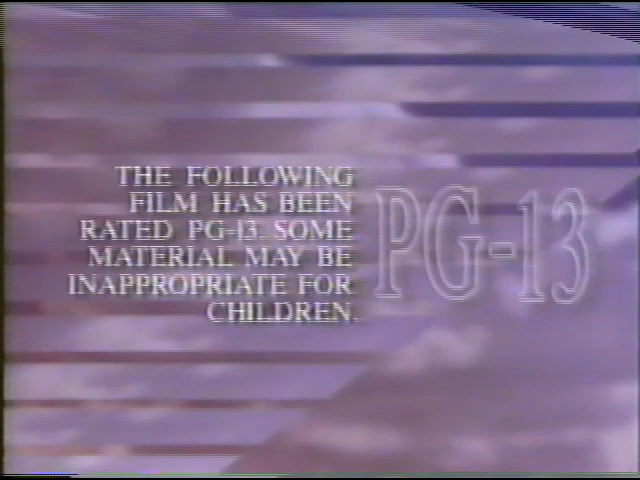 THE FOLLOWING
FILM HAS BEEN
RATED PG-13. SOME
MATERIAL MAY BE
INAPPROPRIATE FOR
CHILDREN.
PG-13